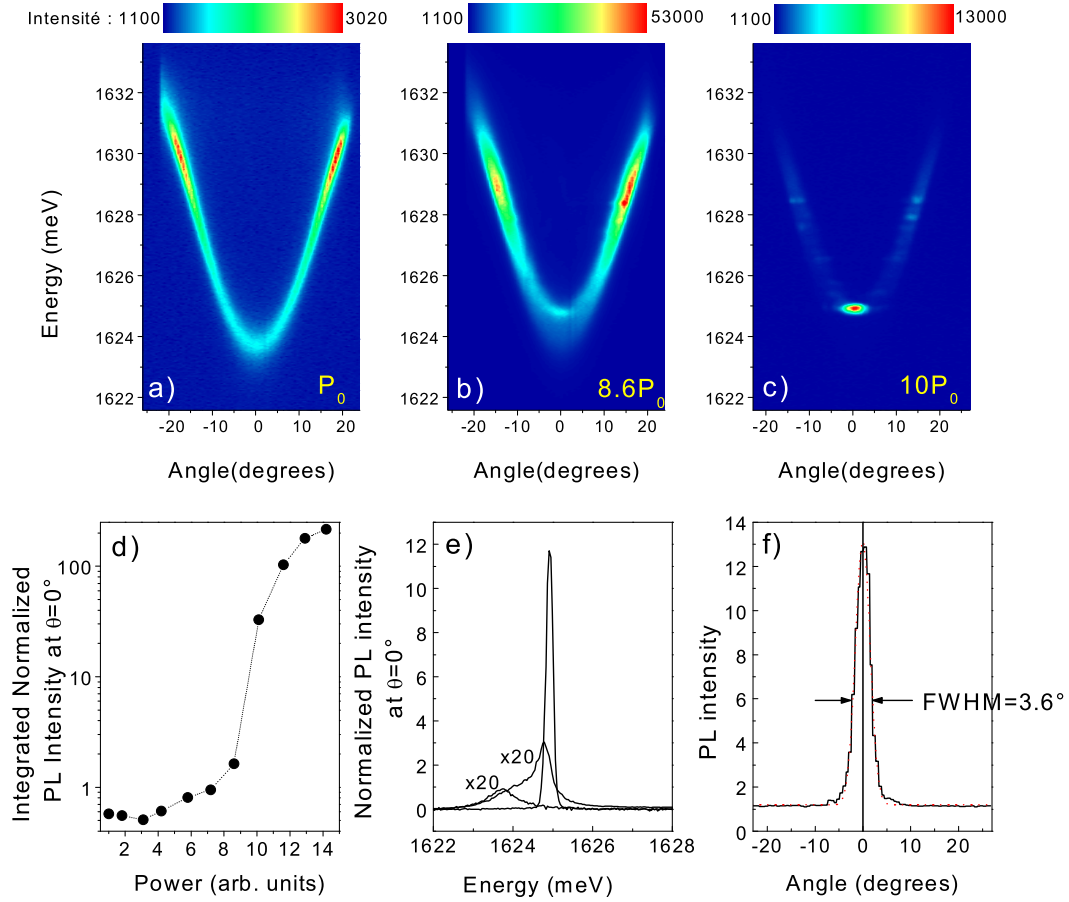 Intensité : 1100 3020 1100 53000 1100 13000
Energy (meV)
1632 1632 1632
1630 1630 1630
1628 1628 1628
1626 1626 1626
1624 1624 1624
1622 1622 1622
a) P0 b) 8.6P0 c) 10P0
-20 -10 0 10 20 -20 -10 0 10 20 -20 -10 0 10 20
Angle(degrees) Angle(degrees) Angle(degrees)
d)
Integrated Normalized
PL Intensity at θ=0°
100
10
1
2 4 6 8 10 12 14
Power (arb. units)
e)
Normalized PL intensity
at θ=0°
12
10
8
6
4
2
0
x20
x20
1622 1624 1626 1628
Energy (meV)
f)
PL intensity
14
12
10
8
6
4
2
0
FWHM=3.6°
-20 -10 0 10 20
Angle (degrees)